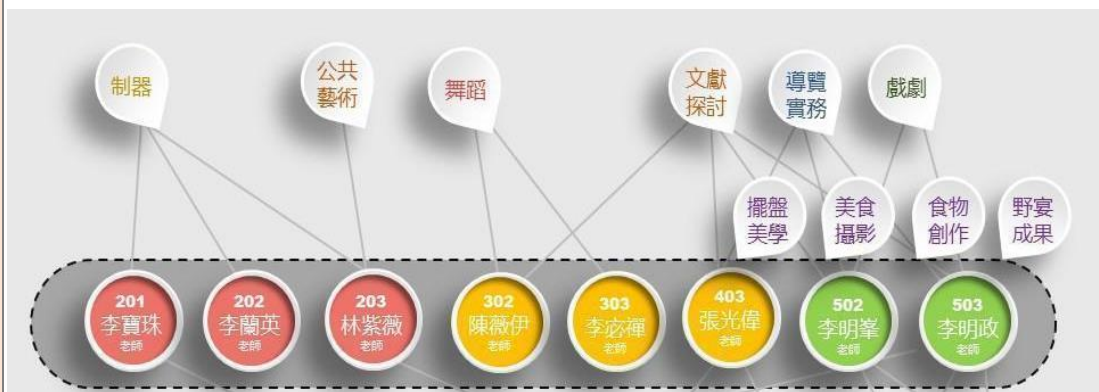 制器
公共
藝術
舞蹈
文獻
探討
導覽
實務
戲劇
擺盤
美學
美食
攝影
食物
創作
野宴
成果
201
李寶珠
老師
202
李蘭英
老師
203
林紫薇
老師
302
陳薇伊
老師
303
李宓禪
老師
403
張光偉
老師
502
李明峯
老師
503
李明政
老師